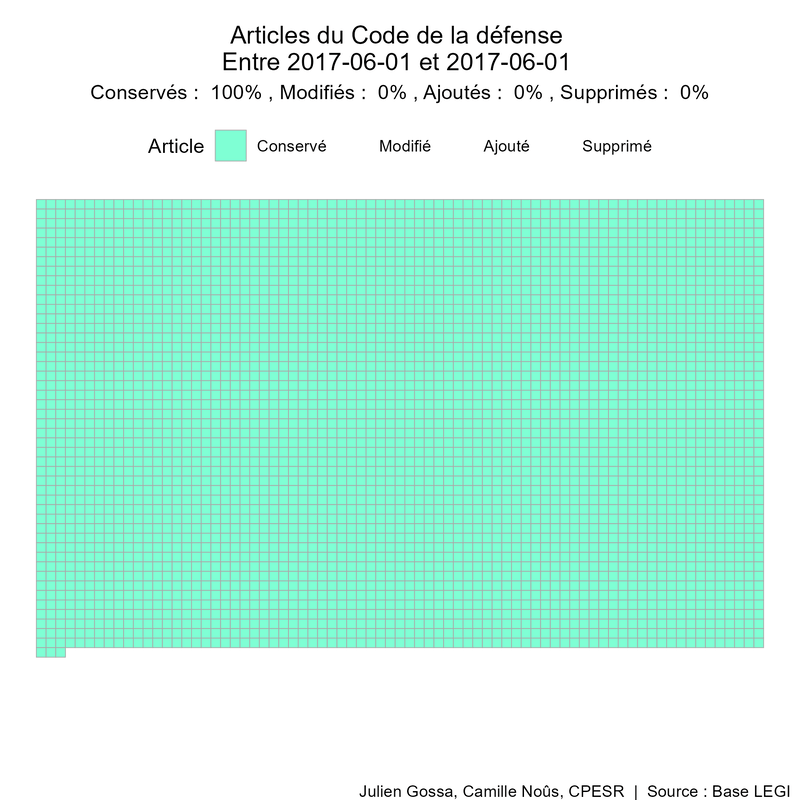 Articles du Code de la défense
Entre 2017-06-01 et 2017-06-01
Conservés :  100% , Modifiés :  0% , Ajoutés :  0% , Supprimés :  0%
Article Conservé Modifié Ajouté Supprimé
Julien Gossa, Camille Noûs, CPESR  |  Source : Base LEGI